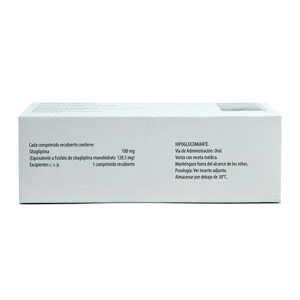 Cada comprimido recubierto contiene:
Sitagliptina 100 mg
(Equivalente a Fosfato de sitagliptina monohidrato 128.5 mg)
Excipientes c. s. p. 1 comprimido recubierto
HIPOGLUCEMIANTE.
Vía de Administración: Oral.
Venta con receta médica.
Manténgase fuera del alcance de los niños.
Posología: Ver inserto adjunto.
Almacenar por debajo de 30°C.